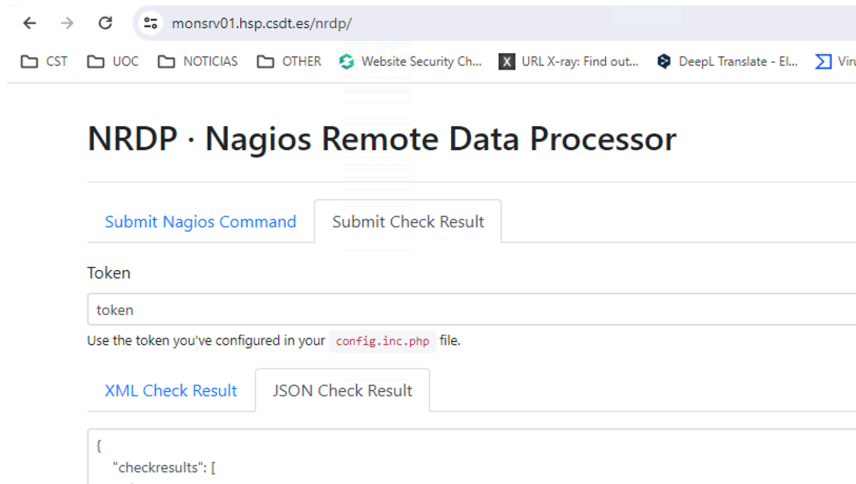 monsrv01.hsp.csdt.es/nrdp/
CST UOC NOTICIAS OTHER Website Security Ch... X URL X-ray: Find out... DeepL Translate - El... Viru
NRDP · Nagios Remote Data Processor
Submit Nagios Command Submit Check Result
Token
token
Use the token you've configured in your config.inc.php file.
XML Check Result JSON Check Result
{
"checkresults": [